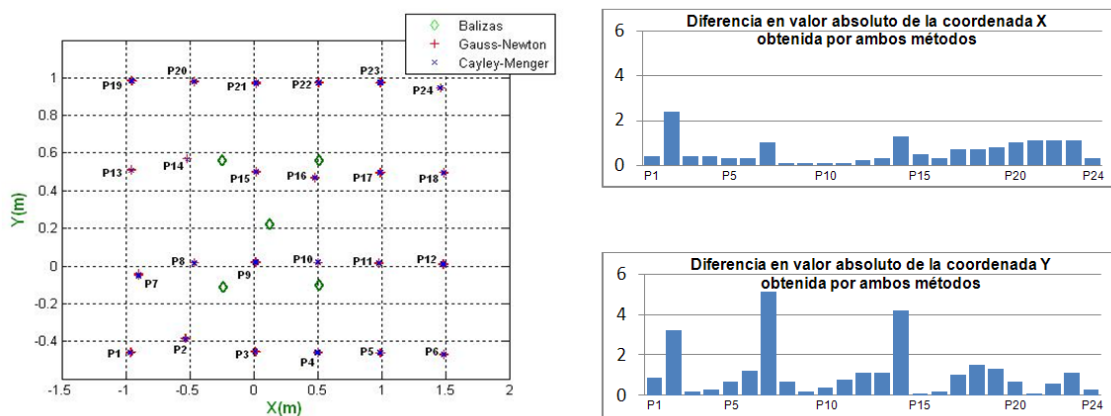 Balizas
Gauss-Newton
Cayley-Menger
P19
P20
P21
P22
P23
P24
P13
P14
P15
P16
P17
P18
P7
P8
P9
P10
P11
P12
P1
P2
P3
P4
P5
P6
1
0.8
0.6
0.4
0.2
0
-0.2
-0.4
Y(m)
-1.5 -1 -0.5 0 0.5 1 1.5 2
X(m)
Diferencia en valor absoluto de la coordenada X
obtenida por ambos métodos
6
4
2
0
P1 P5 P10 P15 P20 P24
Diferencia en valor absoluto de la coordenada Y
obtenida por ambos métodos
6
4
2
0
P1 P5 P10 P15 P20 P24